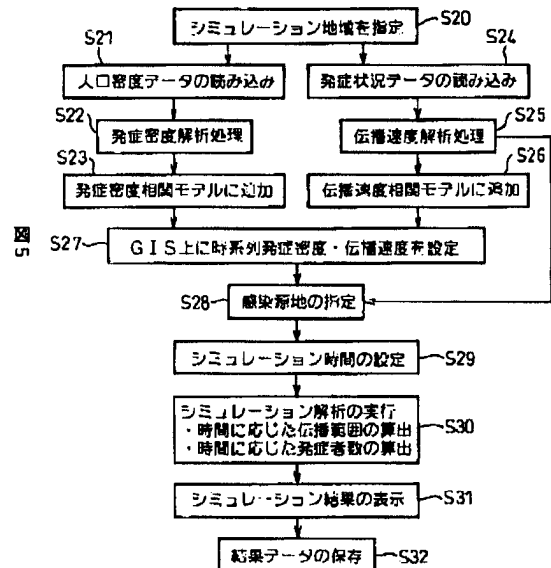 シミュレーション地域を指定
S20
S21
S24
人口密度データの読み込み
発症状況データの読み込み
S22
S25
発症密度解析処理
伝播速度解析処理
S23
S26
発症密度相関モデルに追加
伝播速度相関モデルに追加
S27
GIS上に時系列発症密度・伝播速度を設定
図5
S28
感染源地の指定
シミュレーション時間の設定
S29
シミュレーション解析の実行
・時間に応じた伝播範囲の算出
・時間に応じた発症者数の算出
S30
シミュレーション結果の表示
S31
結果データの保存
S32